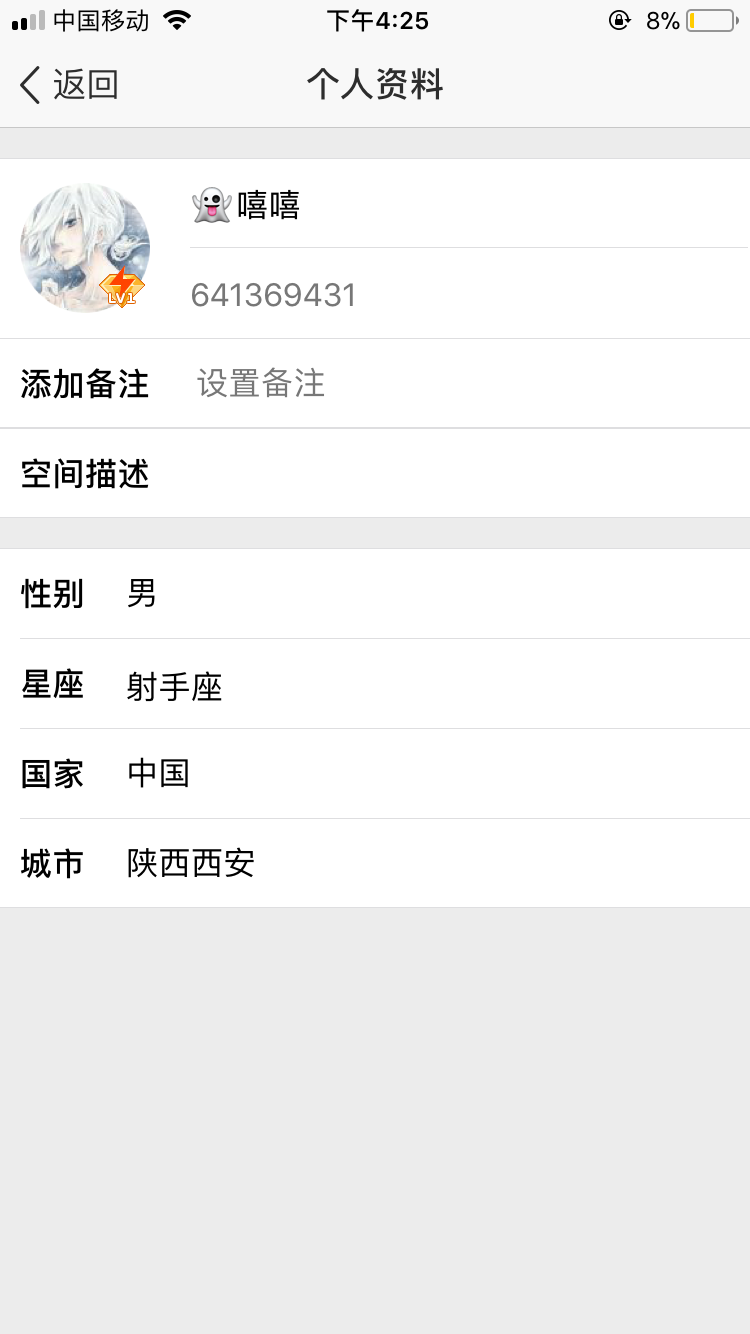 中国移动 下午4:25 8%
返回 个人资料
👻嘻嘻
LV1
641369431
添加备注 设置备注
空间描述
性别 男
星座 射手座
国家 中国
城市 陕西西安